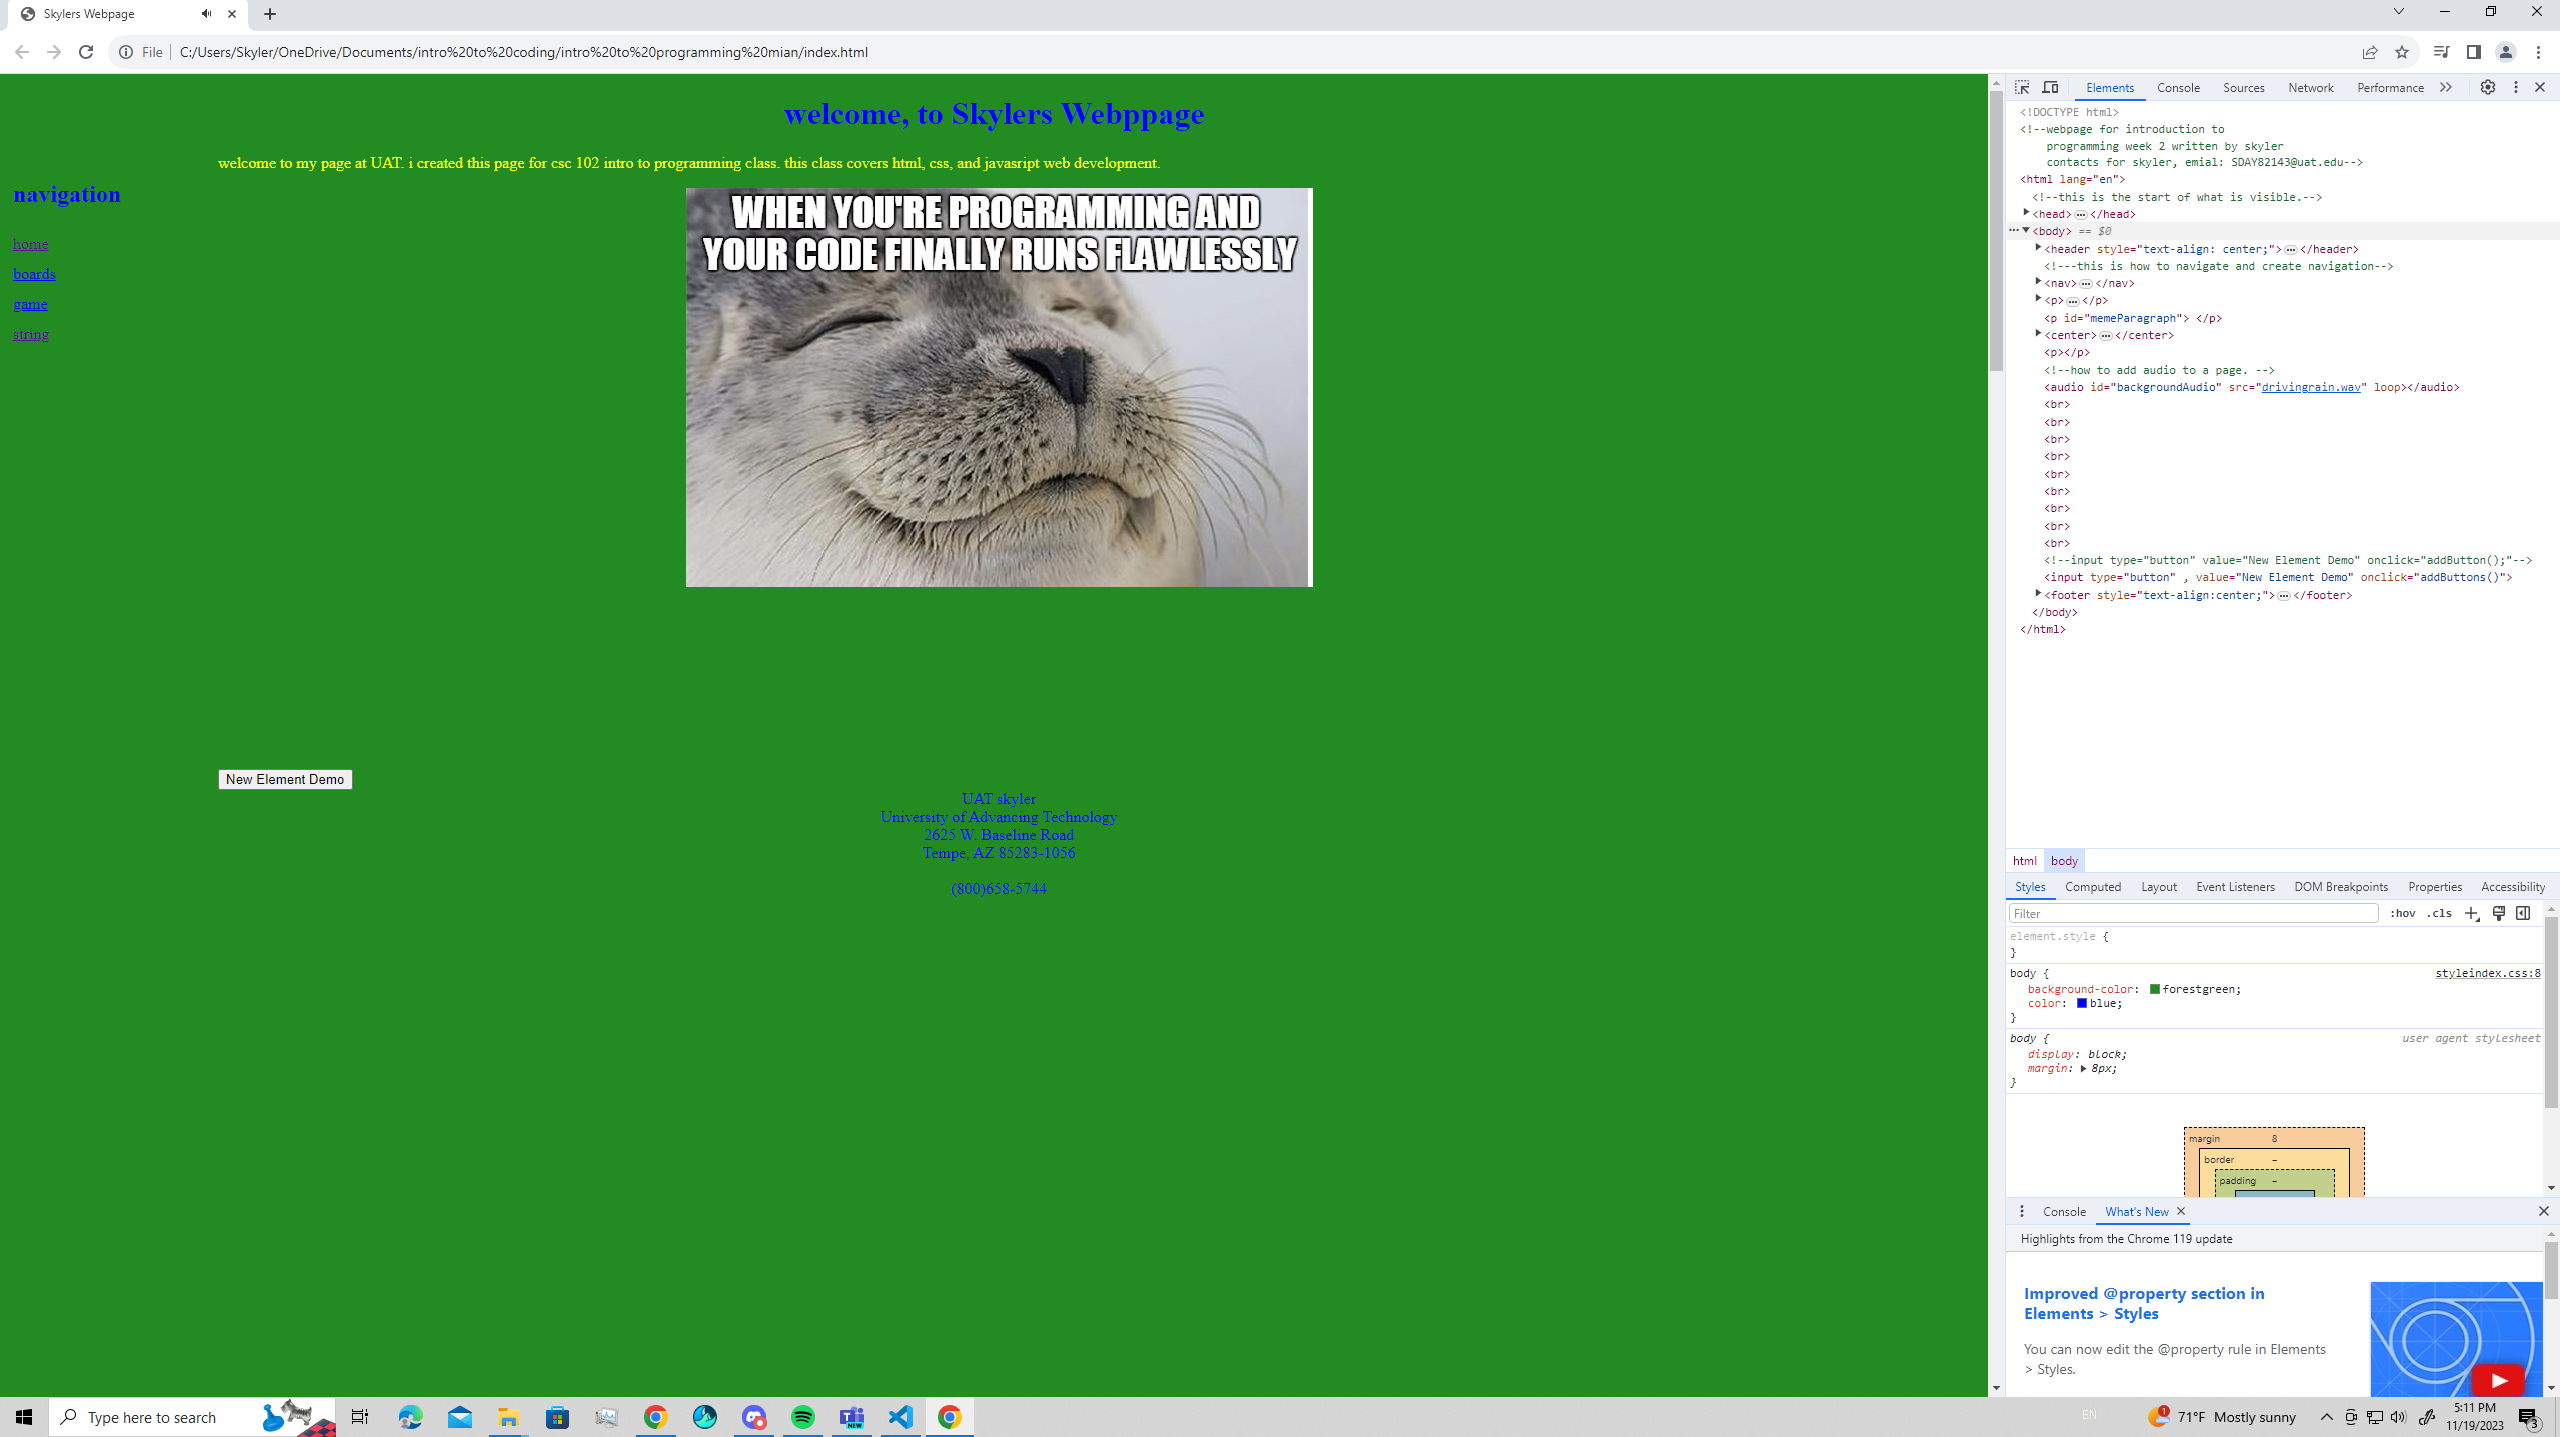 Skylers Webpage
File
C:/Users/Skyler/OneDrive/Documents/intro%20to%20coding/intro%20to%20programming%20mian/index.html
welcome, to Skylers Webppage
welcome to my page at UAT. i created this page for csc 102 intro to programming class. this class covers html, css, and javasript web development.
navigation
home
boards
game
string
WHEN YOU'RE PROGRAMMING AND
YOUR CODE FINALLY RUNS FLAWLESSLY
New Element Demo
UAT skyler
University of Advancing Technology
2625 W. Baseline Road
Tempe, AZ 85283-1056
(800)658-5744
Elements Console Sources Network Performance
<!DOCTYPE html>
<!--webpage for introduction to
programming week 2 written by skyler
contacts for skyler, emial: SDAY82143@uat.edu-->
<html lang="en">
<!--this is the start of what is visible.-->
<head>…</head>
<body> == $0
<header style="text-align: center;">…</header>
<!---this is how to navigate and create navigation-->
<nav>…</nav>
<p>…</p>
<p id="memeParagraph"> </p>
<center>…</center>
<p></p>
<!--how to add audio to a page. -->
<audio id="backgroundAudio" src="drivingrain.wav" loop></audio>
<br>
<br>
<br>
<br>
<br>
<br>
<br>
<br>
<br>
<!--input type="button" value="New Element Demo" onclick="addButton();"-->
<input type="button" , value="New Element Demo" onclick="addButtons()">
<footer style="text-align:center;">…</footer>
</body>
</html>
html body
Styles Computed Layout Event Listeners DOM Breakpoints Properties Accessibility
Filter :hov .cls
element.style {
}
body { styleindex.css:8
background-color: forestgreen;
color: blue;
}
body { user agent stylesheet
display: block;
margin: 8px;
}
margin 8
border –
padding –
Console What's New
Highlights from the Chrome 119 update
Improved @property section in
Elements > Styles
You can now edit the @property rule in Elements
> Styles.
Type here to search
NEW
EN
1
71°F Mostly sunny
5:11 PM
11/19/2023
3